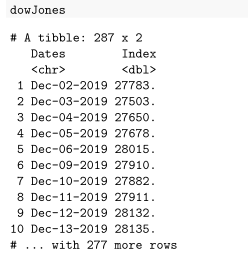 dowJones
# A tibble: 287 x 2
Dates Index
<chr> <dbl>
1 Dec-02-2019 27783.
2 Dec-03-2019 27503.
3 Dec-04-2019 27650.
4 Dec-05-2019 27678.
5 Dec-06-2019 28015.
6 Dec-09-2019 27910.
7 Dec-10-2019 27882.
8 Dec-11-2019 27911.
9 Dec-12-2019 28132.
10 Dec-13-2019 28135.
# ... with 277 more rows